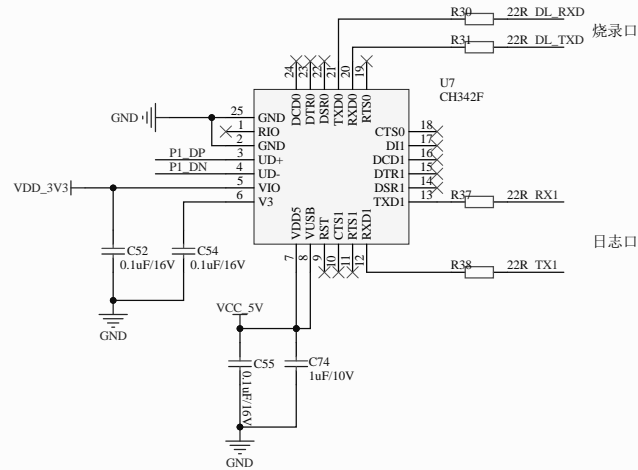 R30 22R DL_RXD
烧录口
R31 22R DL_TXD
24 23 22 21 20 19
DCD0 DTR0 DSR0 TXD0 RXD0 RTS0
U7
CH342F
GND
25 GND
1 RIO
2 GND
P1_DP 3 UD+
P1_DN 4 UD-
VDD_3V3 5 VIO
6 V3
CTS0 18
DI1 17
DCD1 16
DTR1 15
DSR1 14
TXD1 13 R37 22R RX1
VDD5 VUSB RST CTS1 RTS1 RXD1
7 8 9 10 11 12
日志口
R38 22R TX1
C52
0.1uF/16V
C54
0.1uF/16V
GND
VCC_5V
C55
0.1uF/16V
C74
1uF/10V
GND